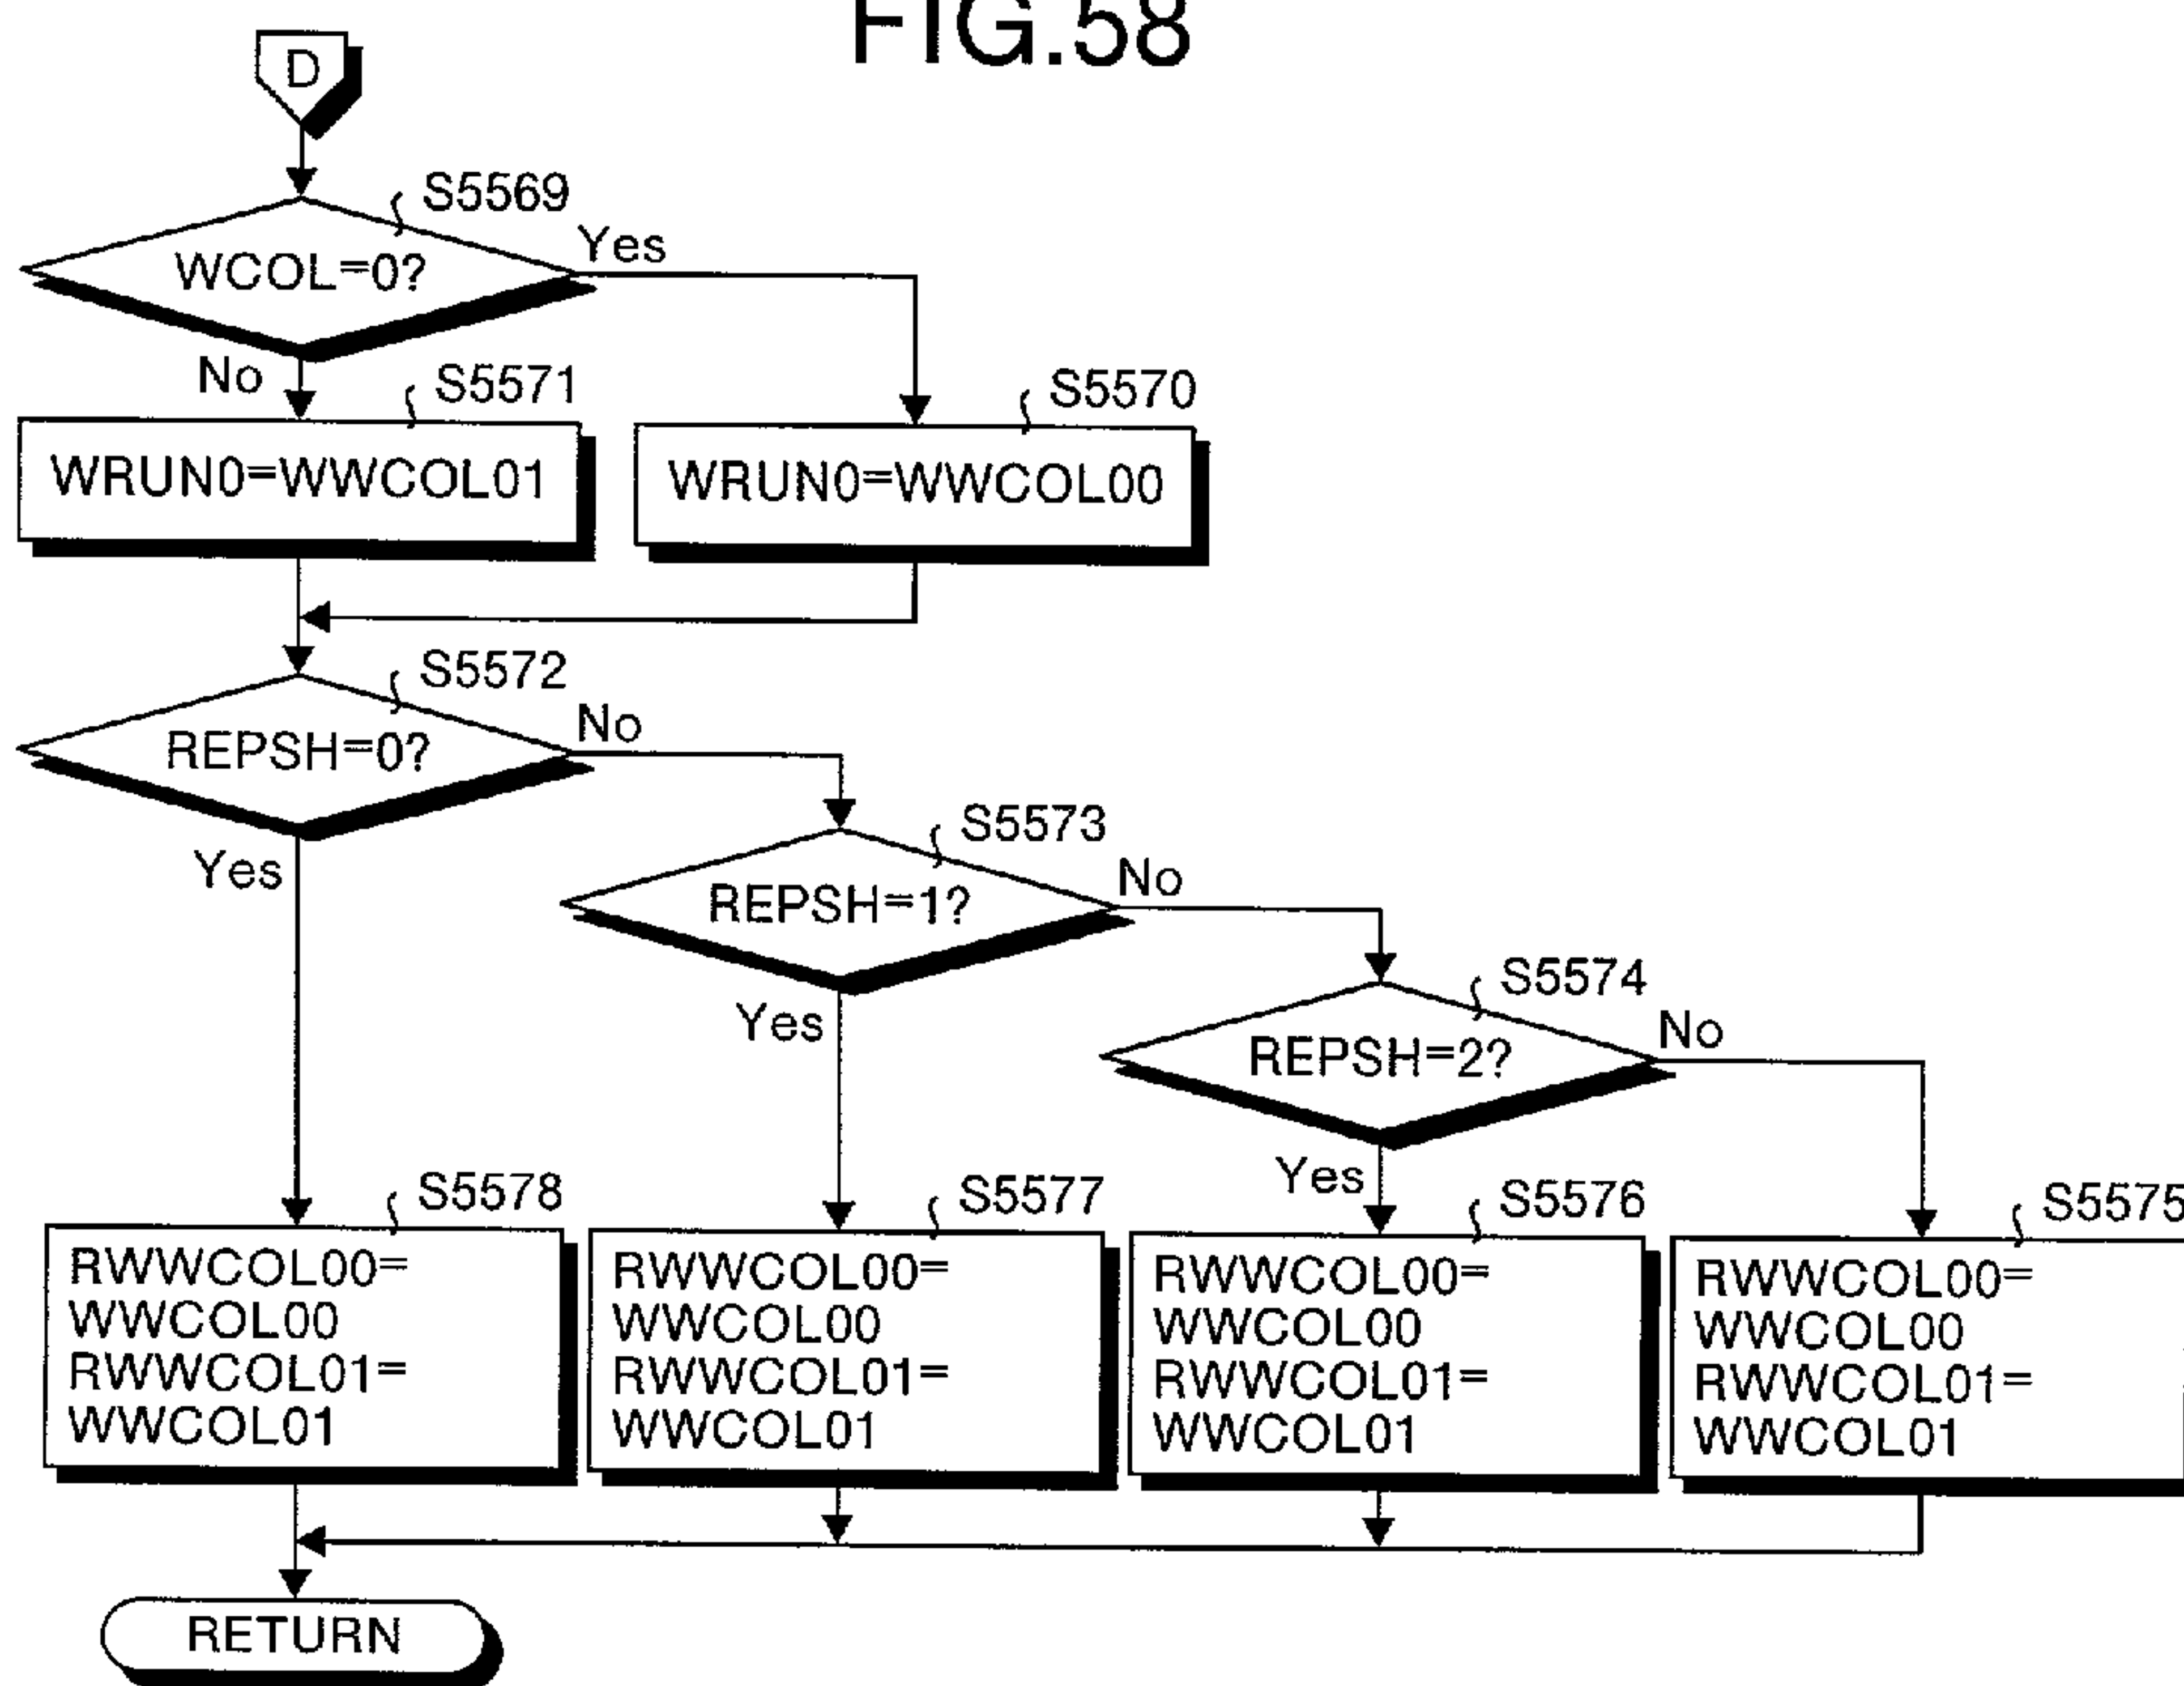 FIG.58
D
S5569
WCOL=0?
Yes
No
S5571
S5570
WRUN0=WWCOL01
WRUN0=WWCOL00
S5572
REPSH=0?
No
Yes
S5573
REPSH=1?
No
Yes
S5574
REPSH=2?
No
Yes
S5578
S5577
S5576
S5575
RWWCOL00=
WWCOL00
RWWCOL01=
WWCOL01
RWWCOL00=
WWCOL00
RWWCOL01=
WWCOL01
RWWCOL00=
WWCOL00
RWWCOL01=
WWCOL01
RWWCOL00=
WWCOL00
RWWCOL01=
WWCOL01
RETURN